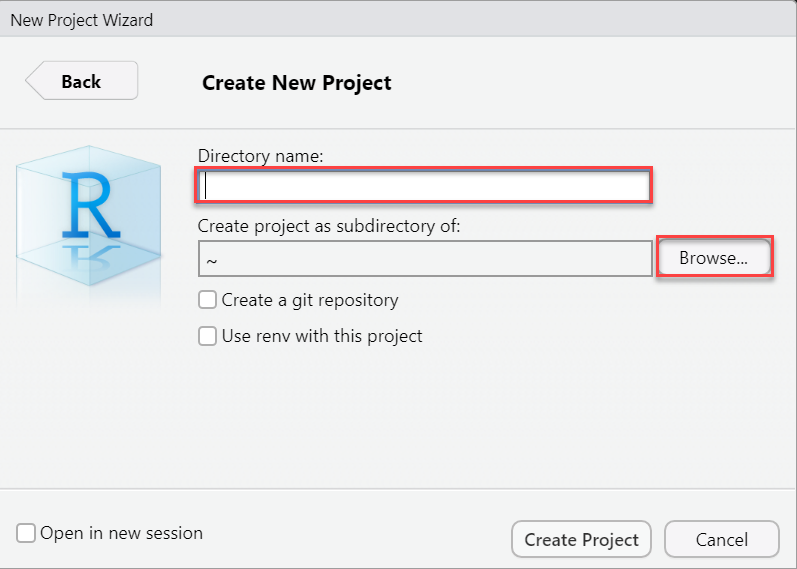 New Project Wizard
Back
Create New Project
R
Directory name:
Create project as subdirectory of:
~
Browse...
Create a git repository
Use renv with this project
Open in new session
Create Project
Cancel